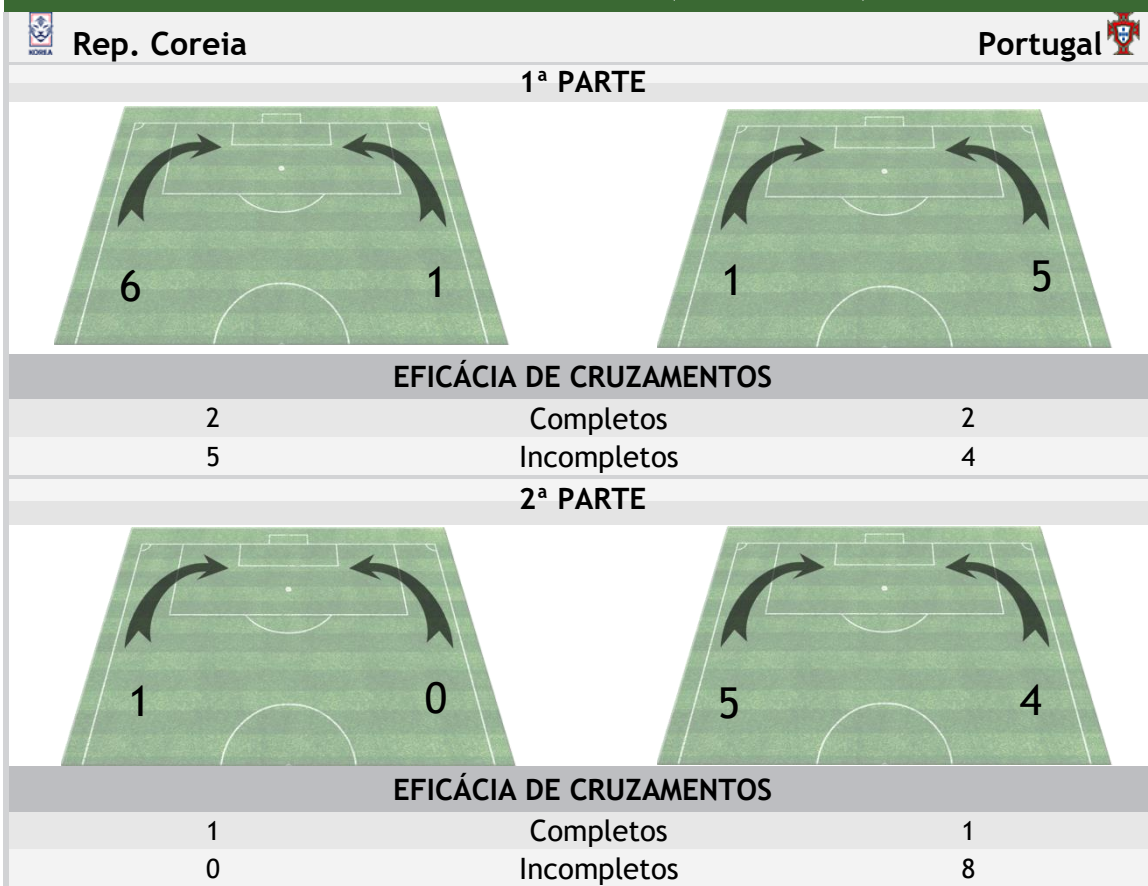 KOREA
Rep. Coreia Portugal
1ª PARTE
6 1 1 5
EFICÁCIA DE CRUZAMENTOS
2 Completos 2
5 Incompletos 4
2ª PARTE
1 0 5 4
EFICÁCIA DE CRUZAMENTOS
1 Completos 1
0 Incompletos 8